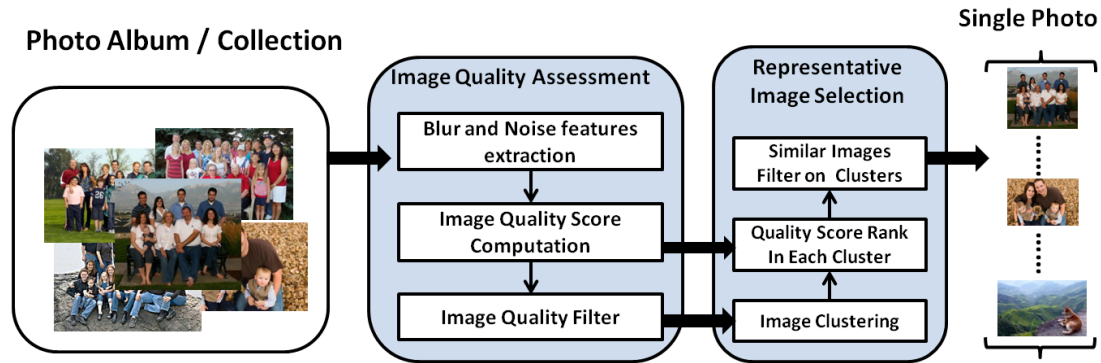 Photo Album / Collection
Image Quality Assessment
Blur and Noise features
extraction
Image Quality Score
Computation
Image Quality Filter
Representative
Image Selection
Similar Images
Filter on Clusters
Quality Score Rank
In Each Cluster
Image Clustering
Single Photo
26